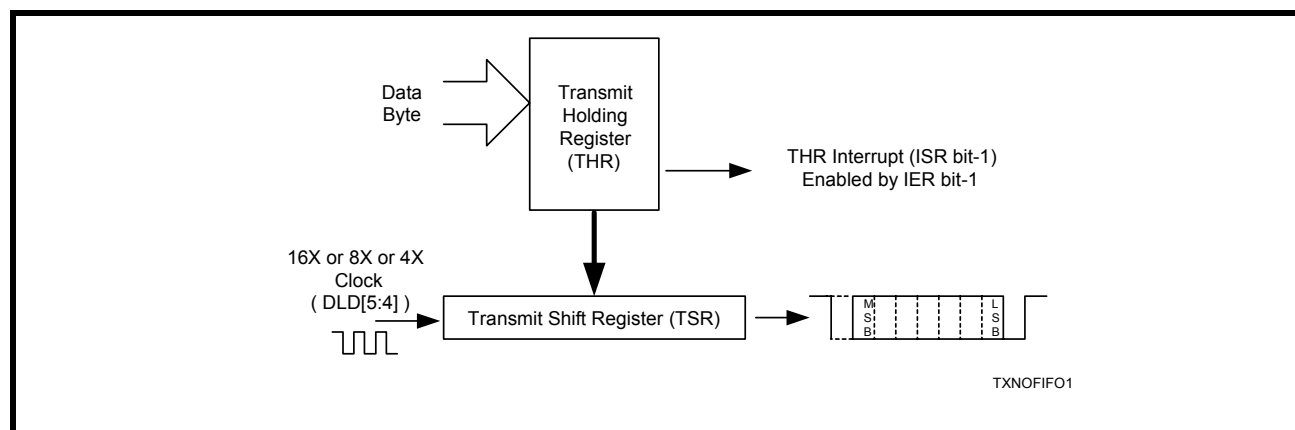 Data
Byte
Transmit
Holding
Register
(THR)
THR Interrupt (ISR bit-1)
Enabled by IER bit-1
16X or 8X or 4X
Clock
( DLD[5:4] )
Transmit Shift Register (TSR)
M
S
B
L
S
B
TXNOFIFO1